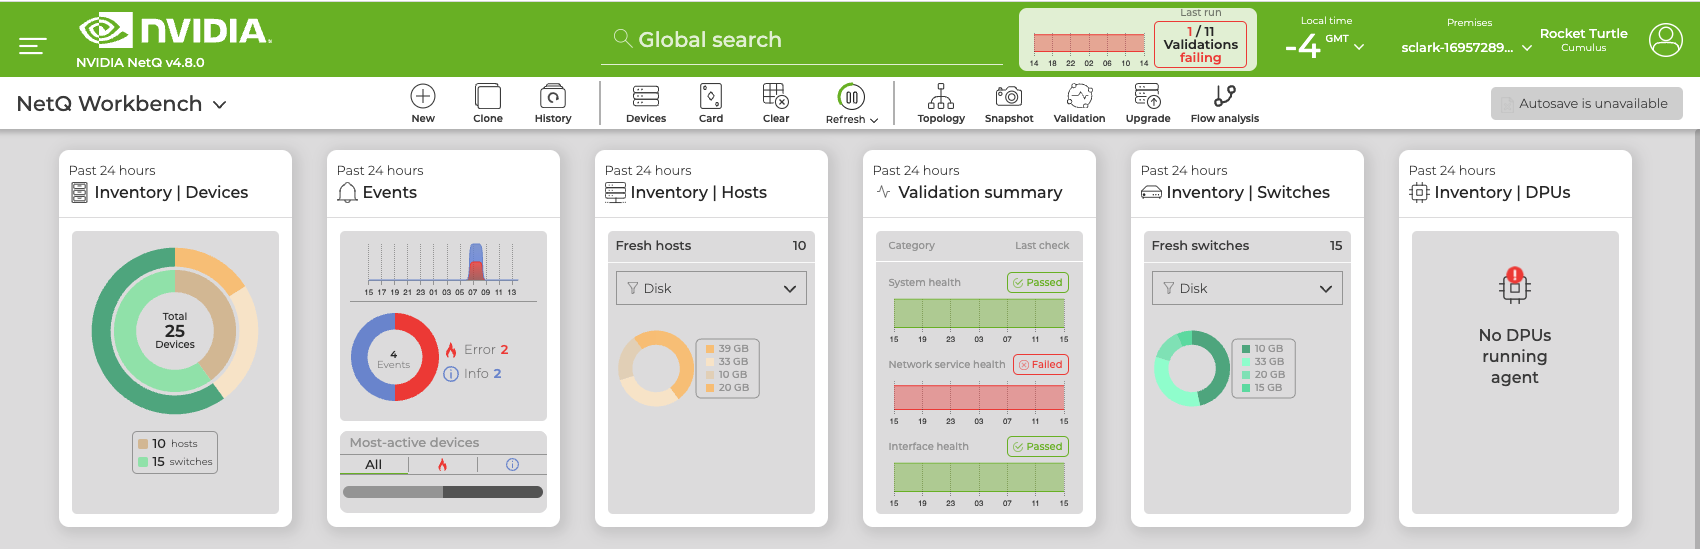 NVIDIA.
NVIDIA NetQ v4.8.0
Global search
Last run
1 / 11
Validations
failing
14 18 22 02 06 10 14
Local time
-4 GMT
Premises
sclark-16957289...
Rocket Turtle
Cumulus
NetQ Workbench
New
Clone
History
Devices
Card
Clear
Refresh
Topology
Snapshot
Validation
Upgrade
Flow analysis
Autosave is unavailable
Past 24 hours
Inventory | Devices
Total
25
Devices
10 hosts
15 switches
Past 24 hours
Events
15 17 19 21 23 01 03 05 07 09 11 13
4
Events
Error 2
Info 2
Most-active devices
All
Past 24 hours
Inventory | Hosts
Fresh hosts 10
Disk
39 GB
33 GB
10 GB
20 GB
Past 24 hours
Validation summary
Category Last check
System health Passed
15 19 23 03 07 11 15
Network service health Failed
15 19 23 03 07 11 15
Interface health Passed
15 19 23 03 07 11 15
Past 24 hours
Inventory | Switches
Fresh switches 15
Disk
10 GB
33 GB
20 GB
15 GB
Past 24 hours
Inventory | DPUs
No DPUs
running
agent